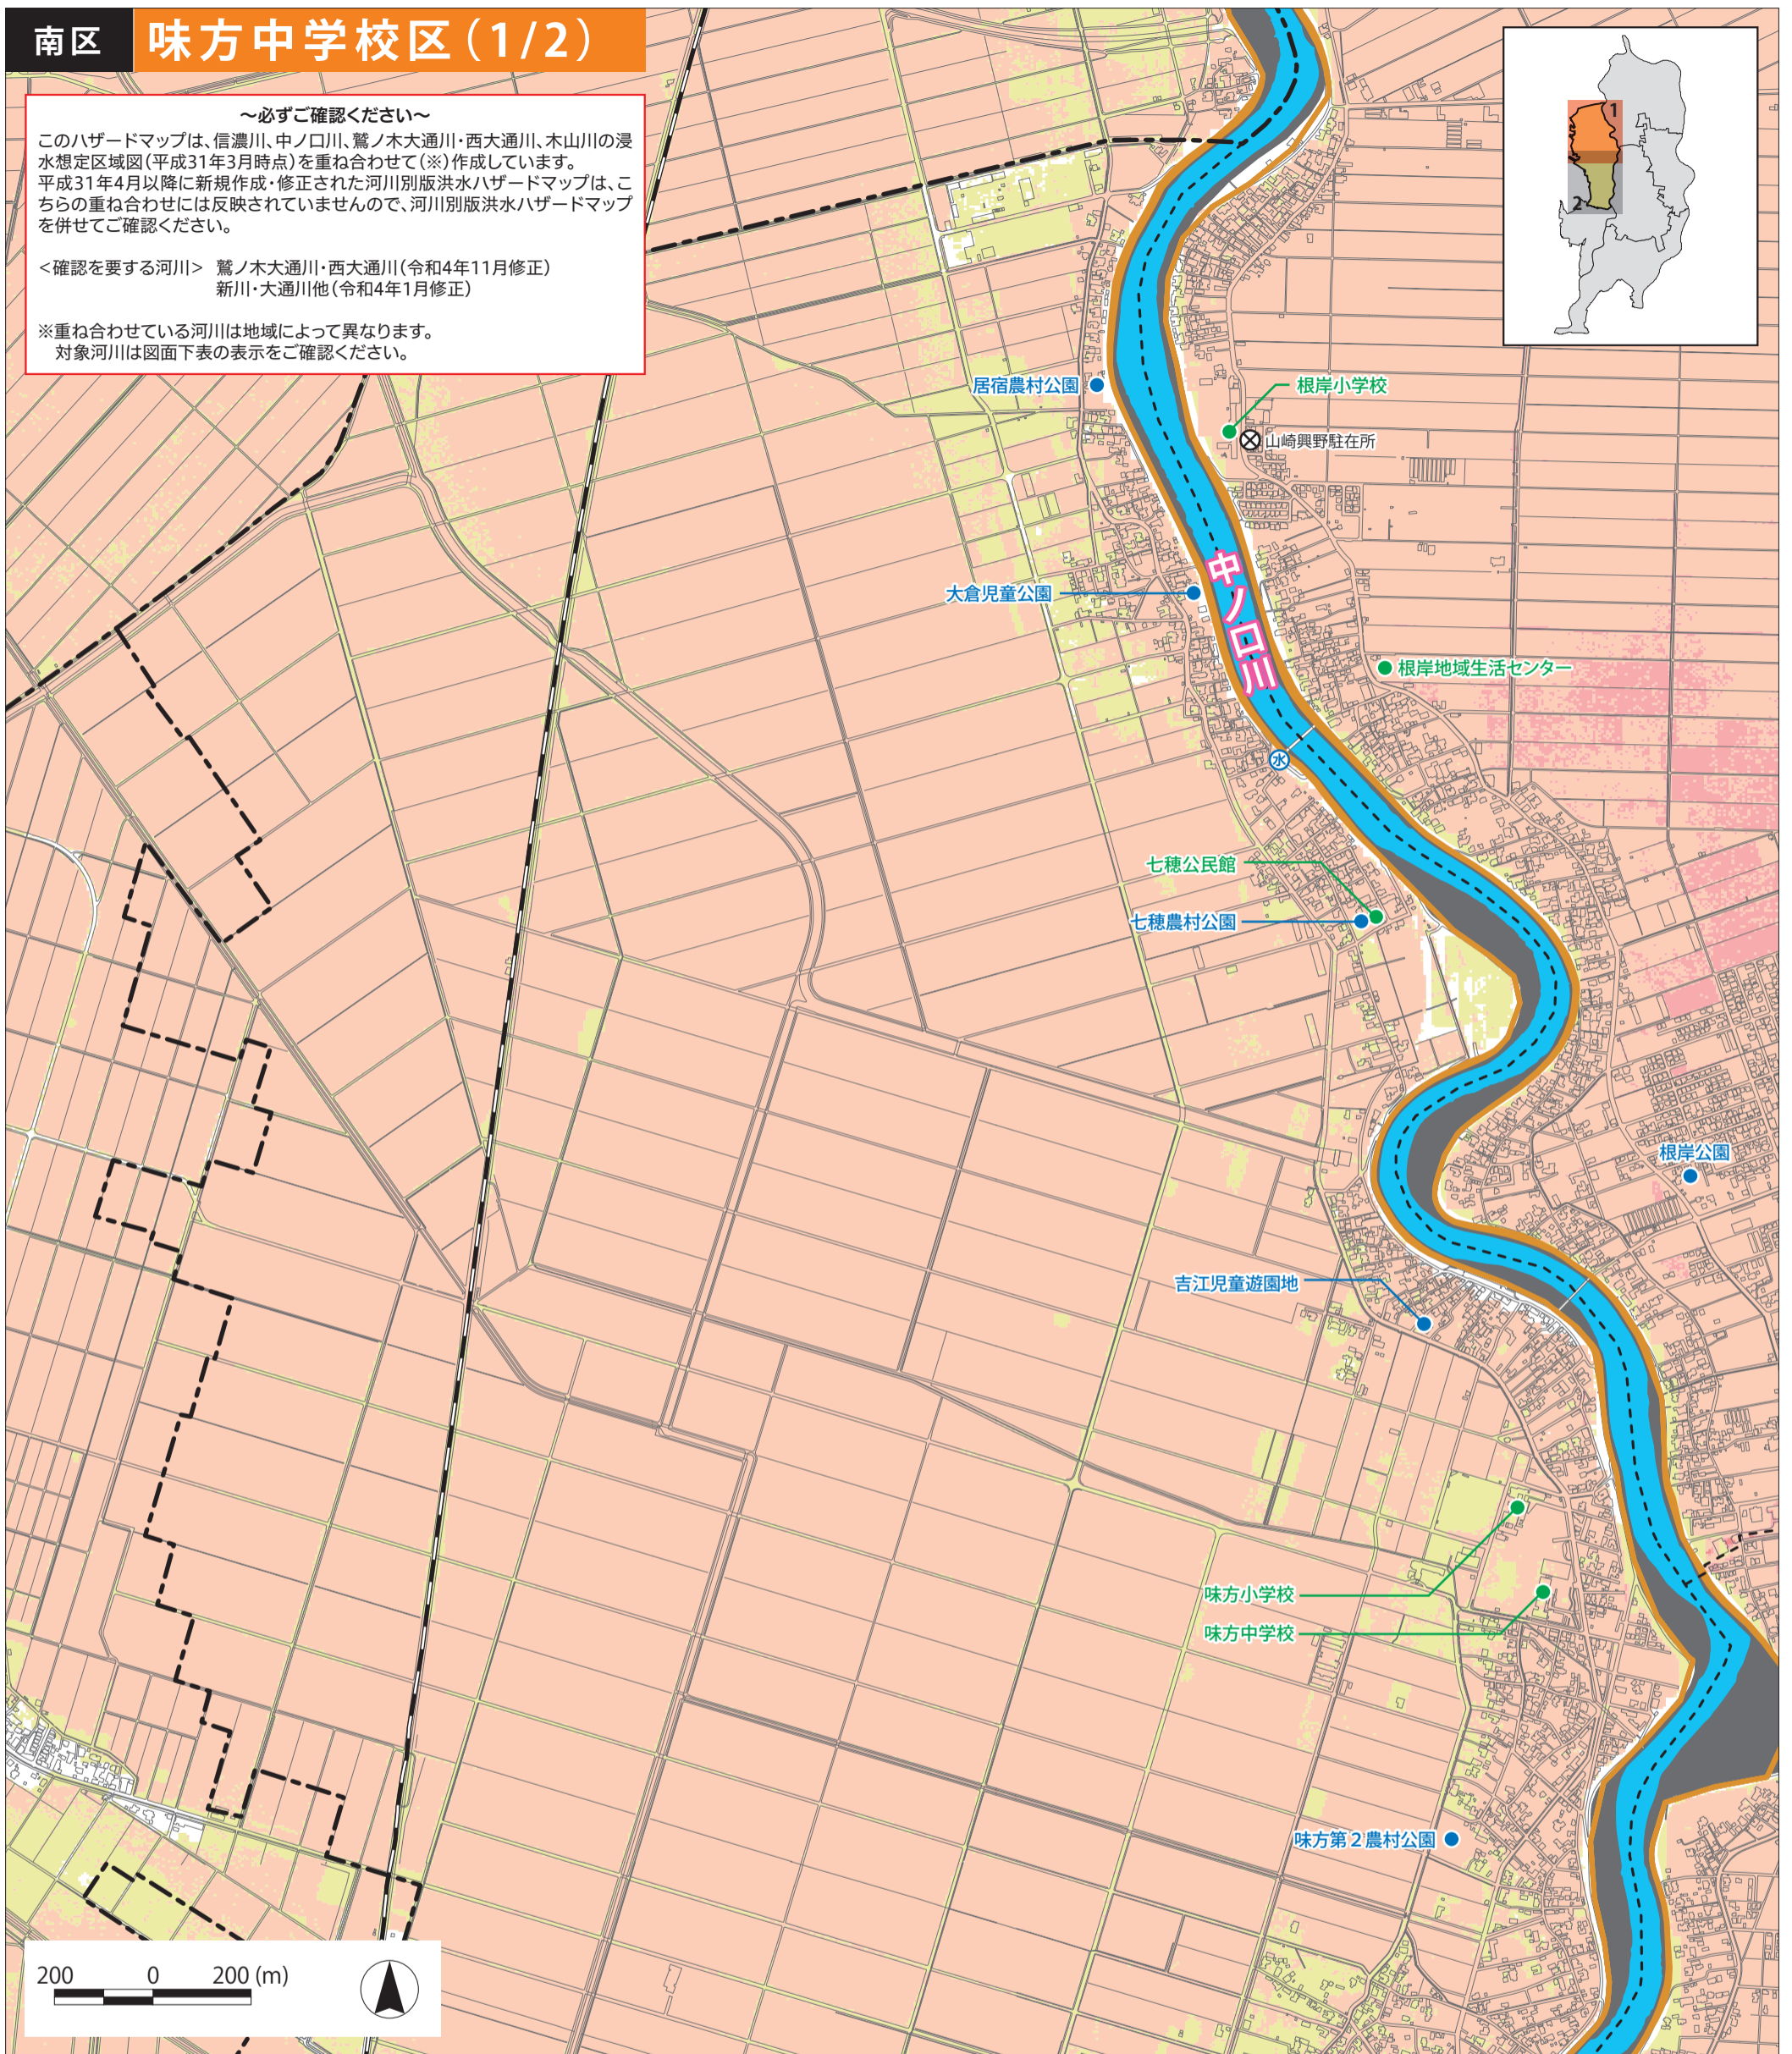 南区
味方中学校区(1/2)
～必ずご確認ください～
このハザードマップは、信濃川、中ノ口川、鷲ノ木大通川・西大通川、木山川の浸
水想定区域図(平成31年3月時点)を重ね合わせて(※)作成しています。
平成31年4月以降に新規作成・修正された河川別版洪水ハザードマップは、こ
ちらの重ね合わせには反映されていませんので、河川別版洪水ハザードマップ
を併せてご確認ください。
<確認を要する河川> 鷲ノ木大通川・西大通川(令和4年11月修正)
新川・大通川他(令和4年1月修正)
※重ね合わせている河川は地域によって異なります。
対象河川は図面下表の表示をご確認ください。
1
2
居宿農村公園
根岸小学校
山崎興野駐在所
中ノ口川
大倉児童公園
根岸地域生活センター
水
七穂公民館
七穂農村公園
根岸公園
吉江児童遊園地
味方小学校
味方中学校
味方第2農村公園
200 0 200 (m)